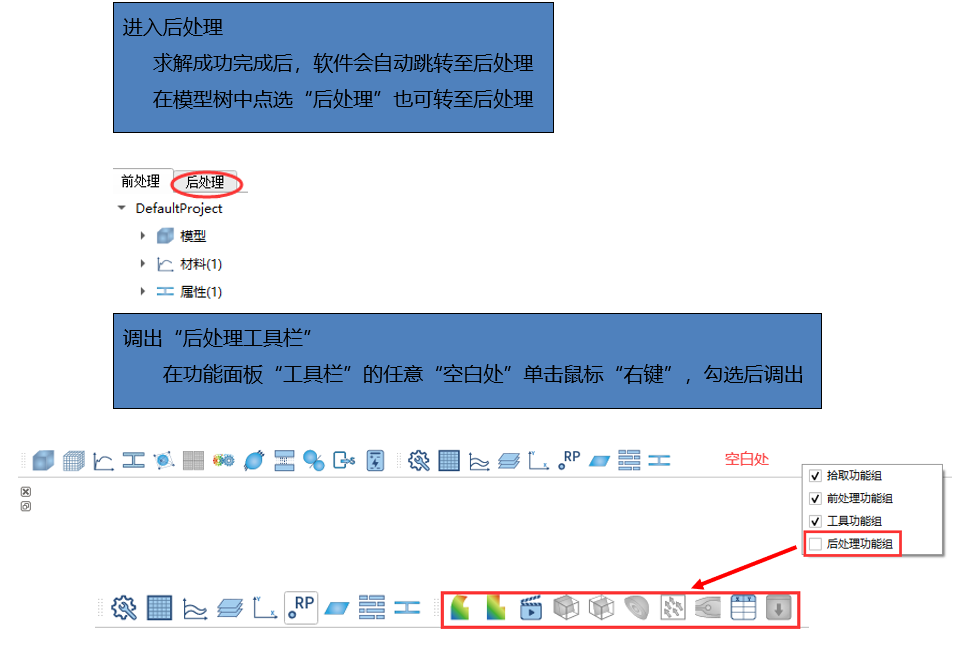 进入后处理
求解成功完成后，软件会自动跳转至后处理
在模型树中点选“后处理”也可转至后处理
前处理 后处理
DefaultProject
模型
材料(1)
属性(1)
调出“后处理工具栏”
在功能面板“工具栏”的任意“空白处”单击鼠标“右键”，勾选后调出
RP
空白处
拾取功能组
前处理功能组
工具功能组
后处理功能组
RP
X Y